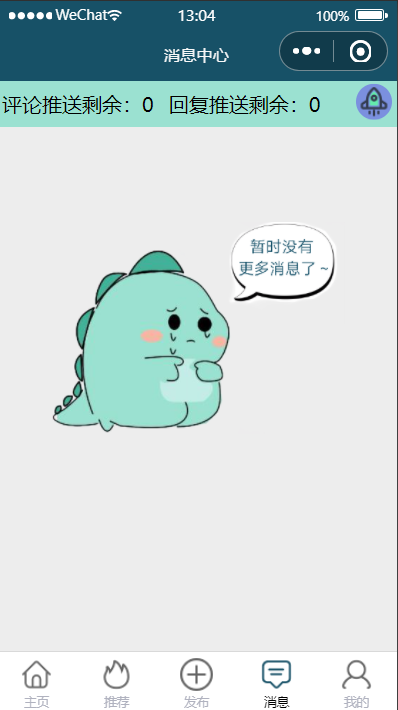 WeChat 13:04 100%
消息中心
评论推送剩余：0 回复推送剩余：0
暂时没有
更多消息了 ~
主页 推荐 发布 消息 我的